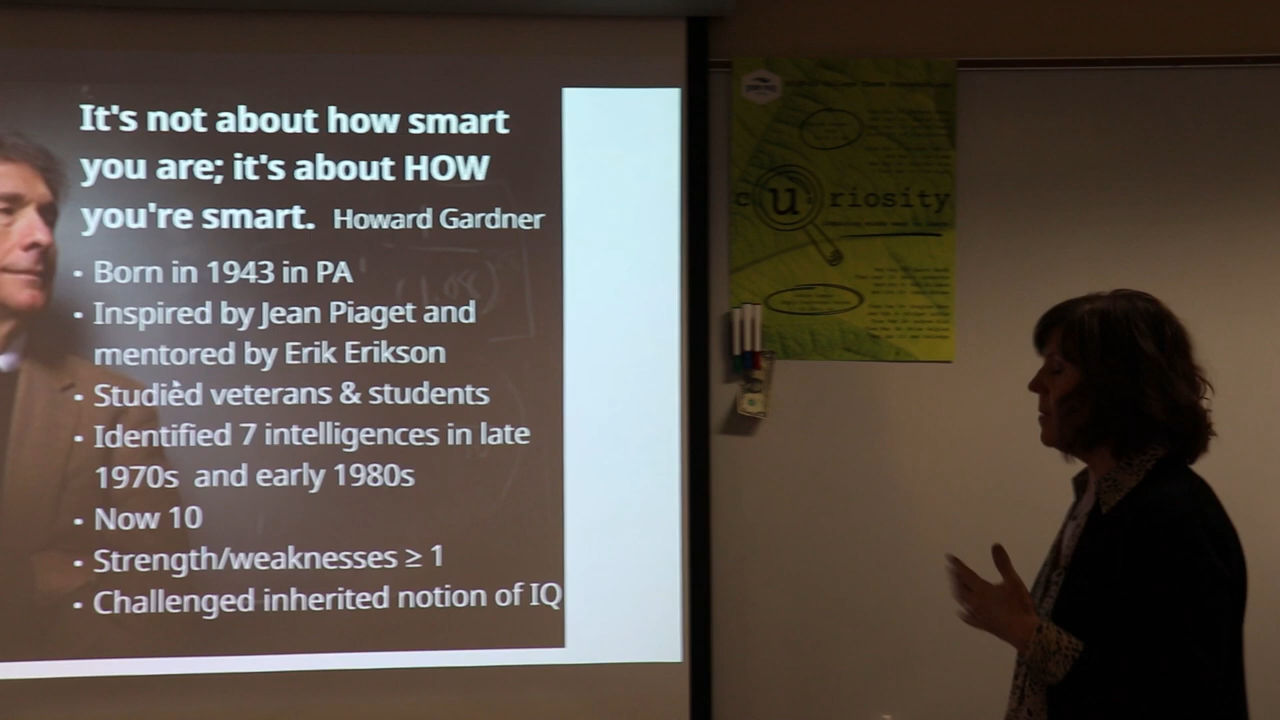 It's not about how smart
you are; it's about HOW
you're smart. Howard Gardner
• Born in 1943 in PA
• Inspired by Jean Piaget and
mentored by Erik Erikson
• Studied veterans & students
• Identified 7 intelligences in late
1970s and early 1980s
• Now 10
• Strength/weaknesses ≥ 1
• Challenged inherited notion of IQ
curiosity